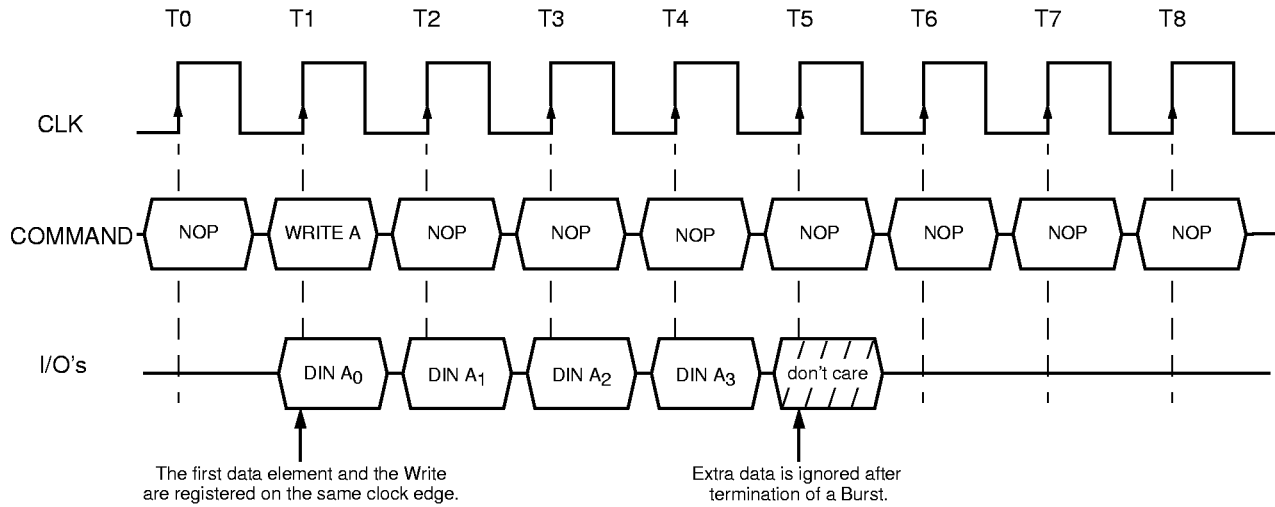 T0 T1 T2 T3 T4 T5 T6 T7 T8
CLK
COMMAND NOP WRITE A NOP NOP NOP NOP NOP NOP NOP
I/O's DIN A0 DIN A1 DIN A2 DIN A3 don't care
The first data element and the Write
are registered on the same clock edge.
Extra data is ignored after
termination of a Burst.